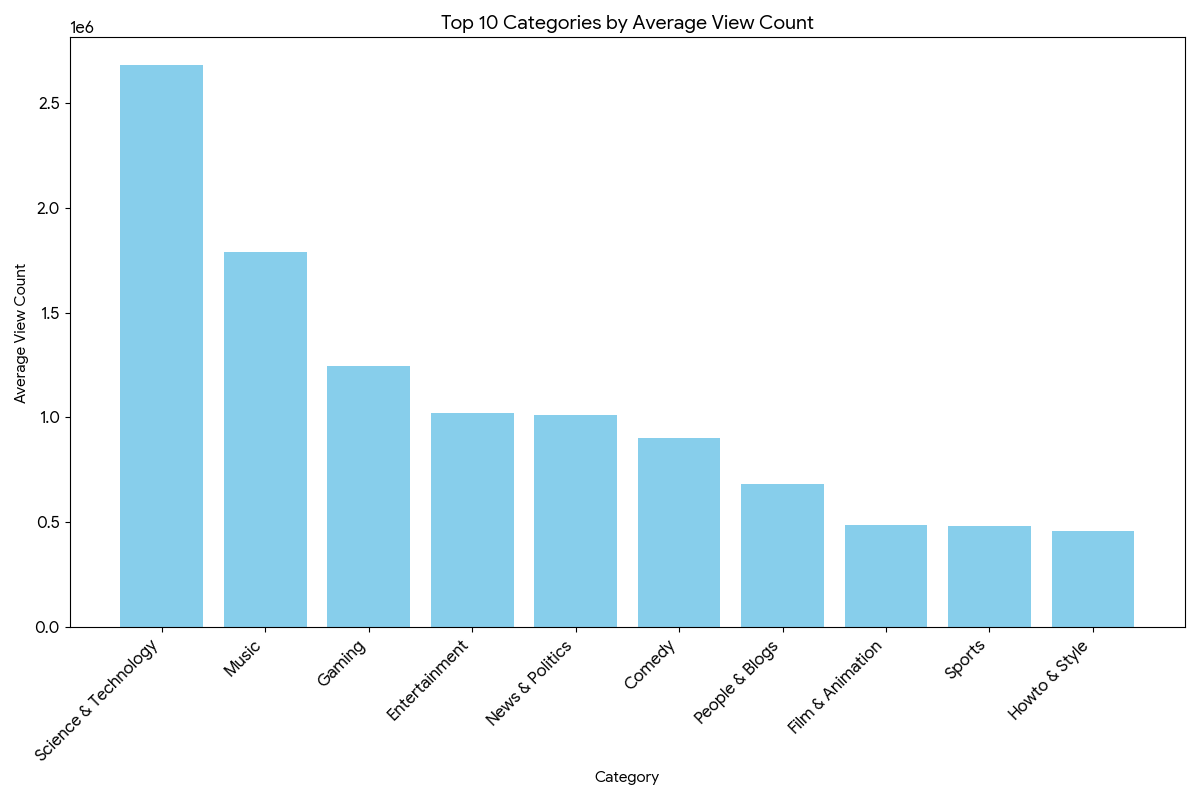 Top 10 Categories by Average View Count
1e6
2.5
2.0
1.5
1.0
0.5
0.0
Average View Count
Science & Technology
Music
Gaming
Entertainment
News & Politics
Comedy
People & Blogs
Film & Animation
Sports
Howto & Style
Category